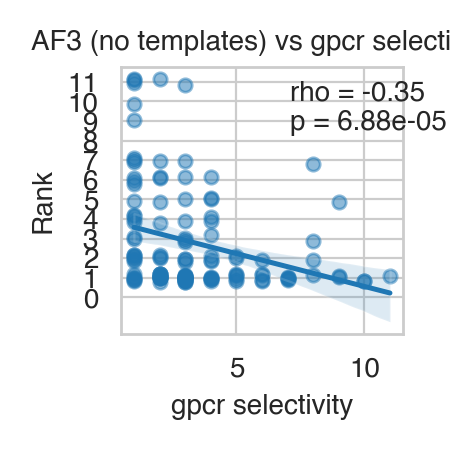 AF3 (no templates) vs gpcr selecti
rho = -0.35
p = 6.88e-05
11
10
9
8
7
6
5
4
3
2
1
0
Rank
5
10
gpcr selectivity